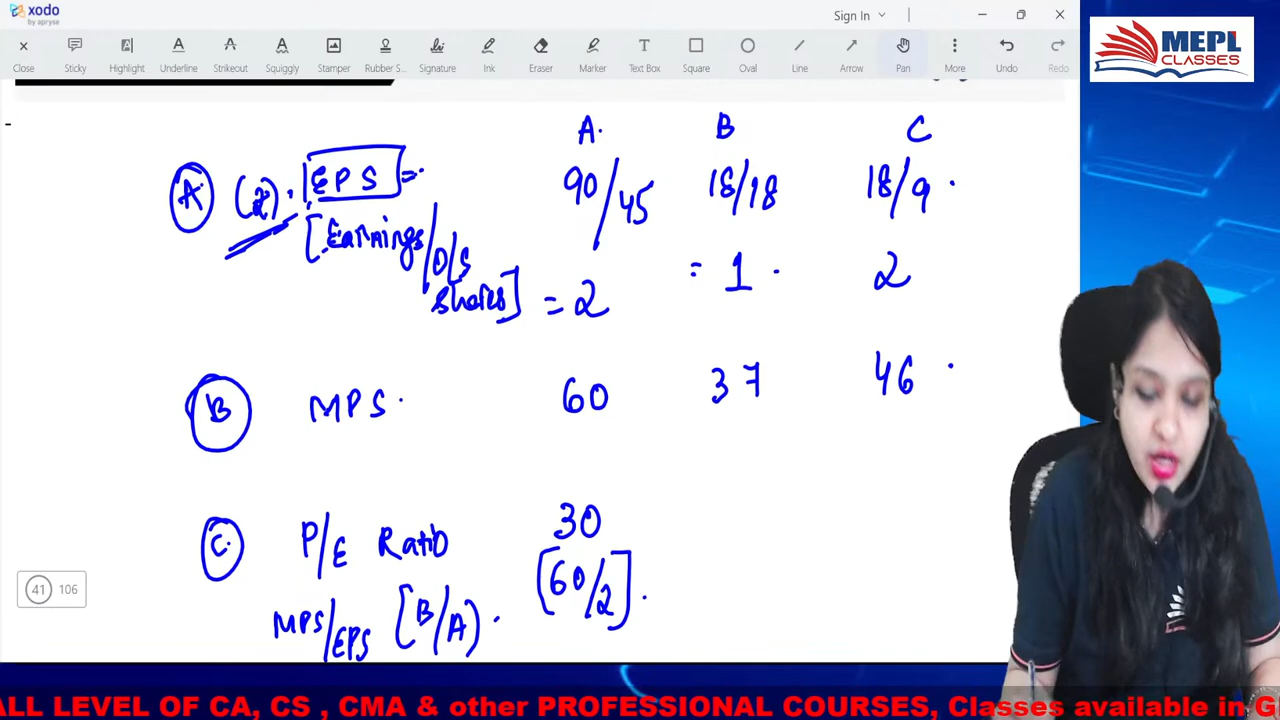 xodo
by apryse
Sign In
Close Sticky Highlight Underline Strikeout Squiggly Stamper Rubber S... Signature Ink Eraser Marker Text Box Square Oval Line Arrow Pan More Undo Redo
MEPL
CLASSES
A. B C
A (₹). EPS = 90/45 18/18 18/9
[Earnings/O/S shares] = 2 = 1 2
B MPS 60 37 46
C P/E Ratio 30
MPS/EPS [B/A] [60/2]
41 106
ALL LEVEL OF CA, CS , CMA & other PROFESSIONAL COURSES, Classes available in G